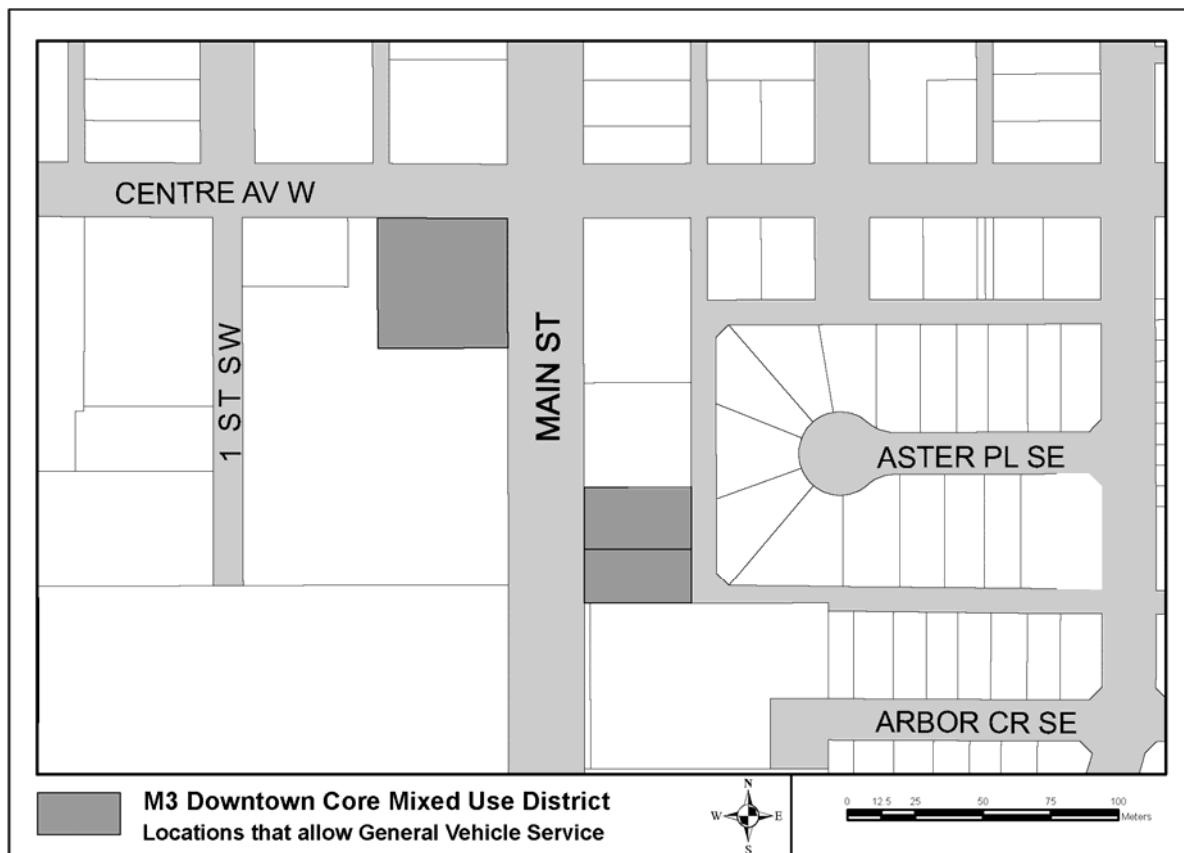 CENTRE AV W
1 ST SW
MAIN ST
ASTER PL SE
ARBOR CR SE
M3 Downtown Core Mixed Use District
Locations that allow General Vehicle Service
N
W E
S
0 12.5 25 50 75 100
Meters